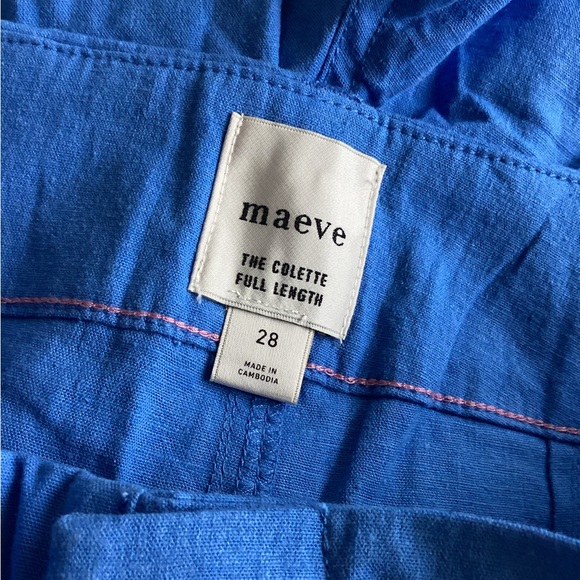 maeve
THE COLETTE
FULL LENGTH
28
MADE IN
CAMBODIA